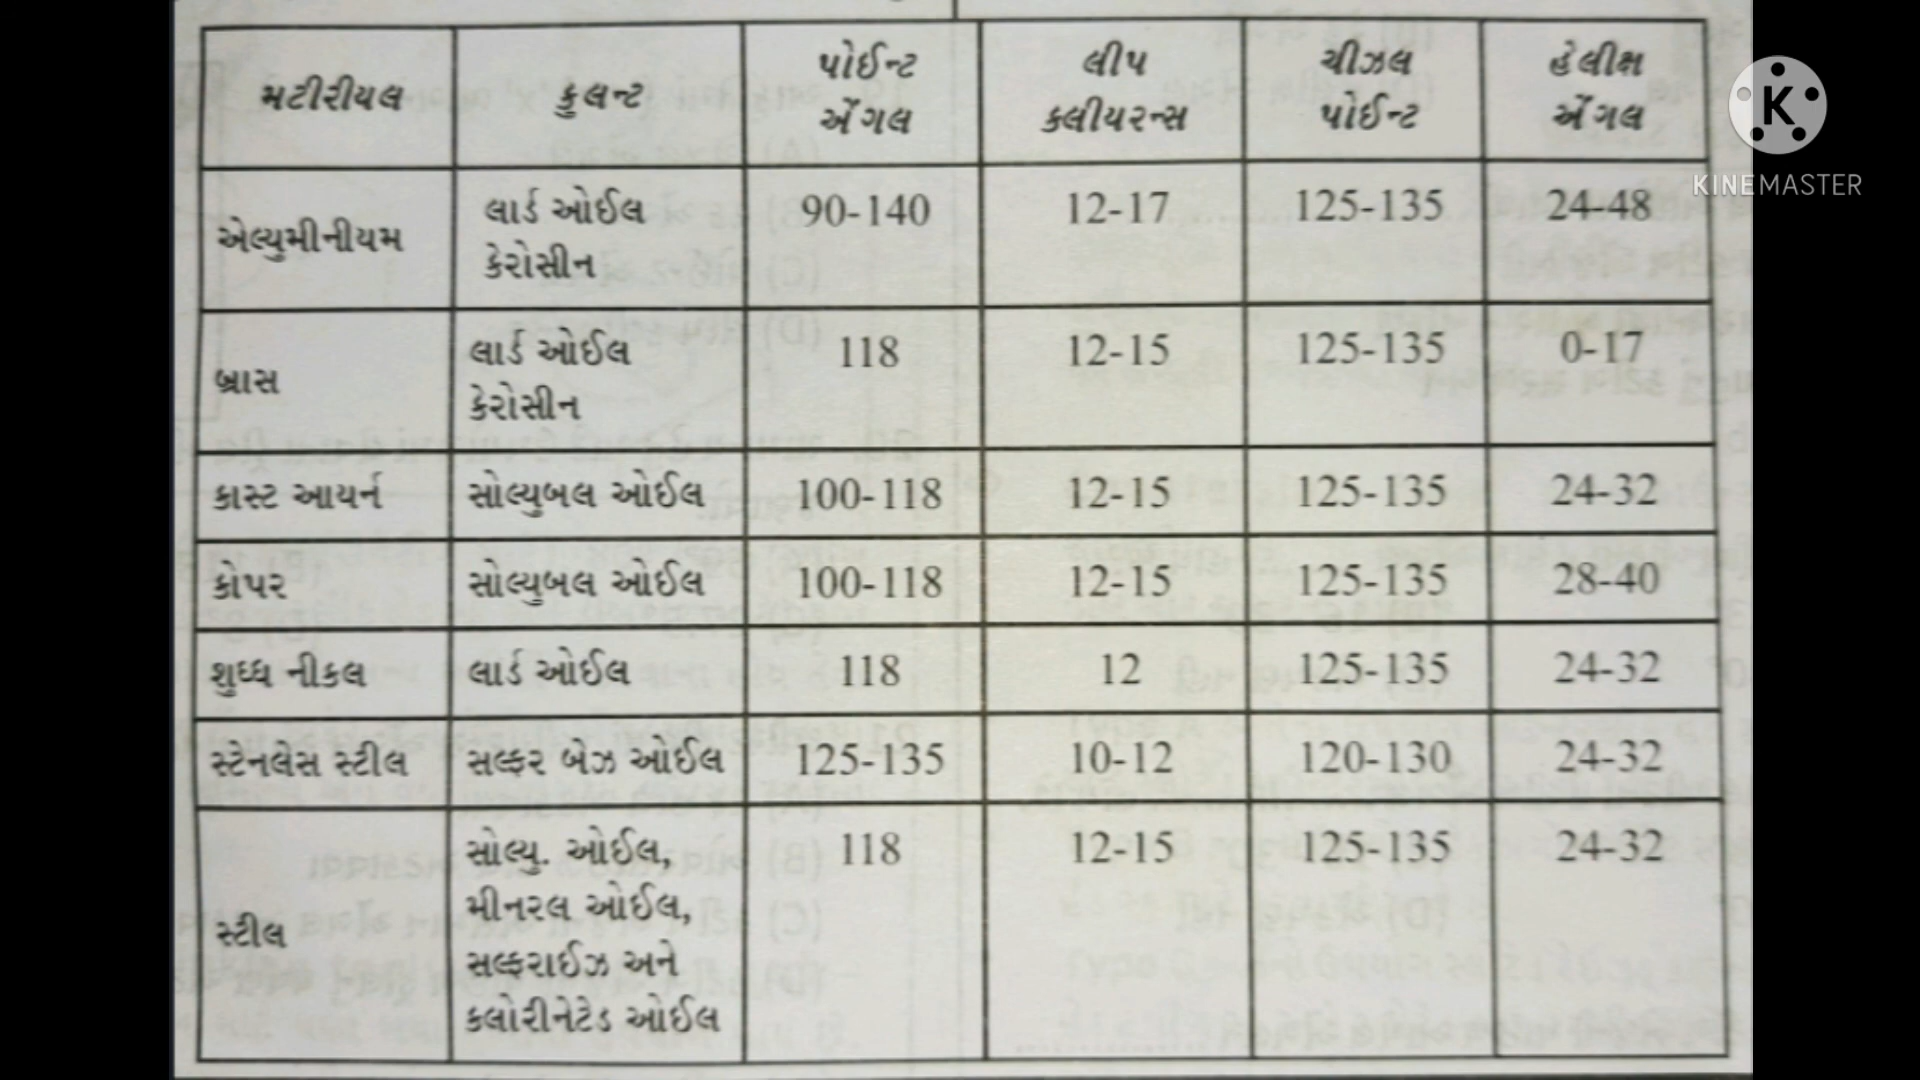 મટીરીયલ કુલન્ટ પોઈન્ટ એંગલ લીપ કલીયરન્સ ચીઝલ પોઈન્ટ હેલીક્ષ એંગલ
એલ્યુમીનીયમ લાર્ડ ઓઈલ કેરોસીન 90-140 12-17 125-135 24-48
બ્રાસ લાર્ડ ઓઈલ કેરોસીન 118 12-15 125-135 0-17
કાસ્ટ આયર્ન સોલ્યુબલ ઓઈલ 100-118 12-15 125-135 24-32
કોપર સોલ્યુબલ ઓઈલ 100-118 12-15 125-135 28-40
શુધ્ધ નીકલ લાર્ડ ઓઈલ 118 12 125-135 24-32
સ્ટેનલેસ સ્ટીલ સલ્ફર બેઝ ઓઈલ 125-135 10-12 120-130 24-32
સ્ટીલ સોલ્યુ. ઓઈલ, મીનરલ ઓઈલ, સલ્ફરાઈઝ અને કલોરીનેટેડ ઓઈલ 118 12-15 125-135 24-32
K
KINEMASTER